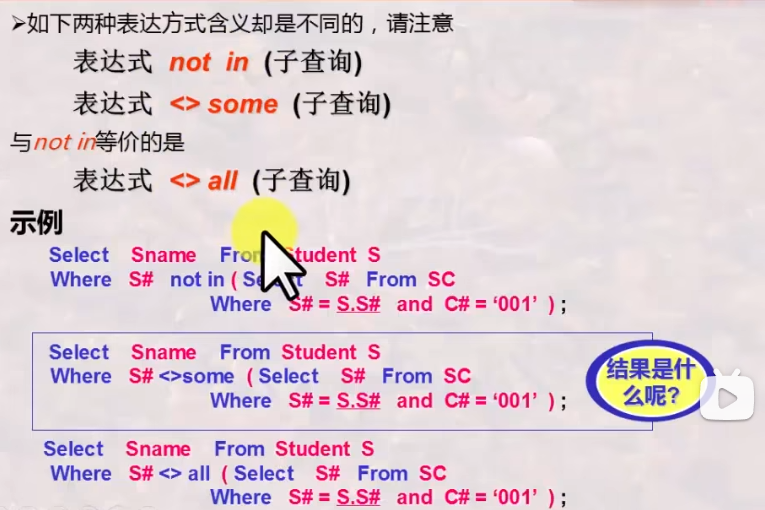 ➢如下两种表达方式含义却是不同的，请注意
表达式 not in (子查询)
表达式 <> some (子查询)
与not in等价的是
表达式 <> all (子查询)
示例
Select Sname From Student S
Where S# not in ( Select S# From SC
Where S# = S.S# and C# = ‘001’ ) ;
Select Sname From Student S
Where S# <>some ( Select S# From SC
Where S# = S.S# and C# = ‘001’ ) ;
结果是什
么呢?
Select Sname From Student S
Where S# <> all ( Select S# From SC
Where S# = S.S# and C# = ‘001’ ) ;